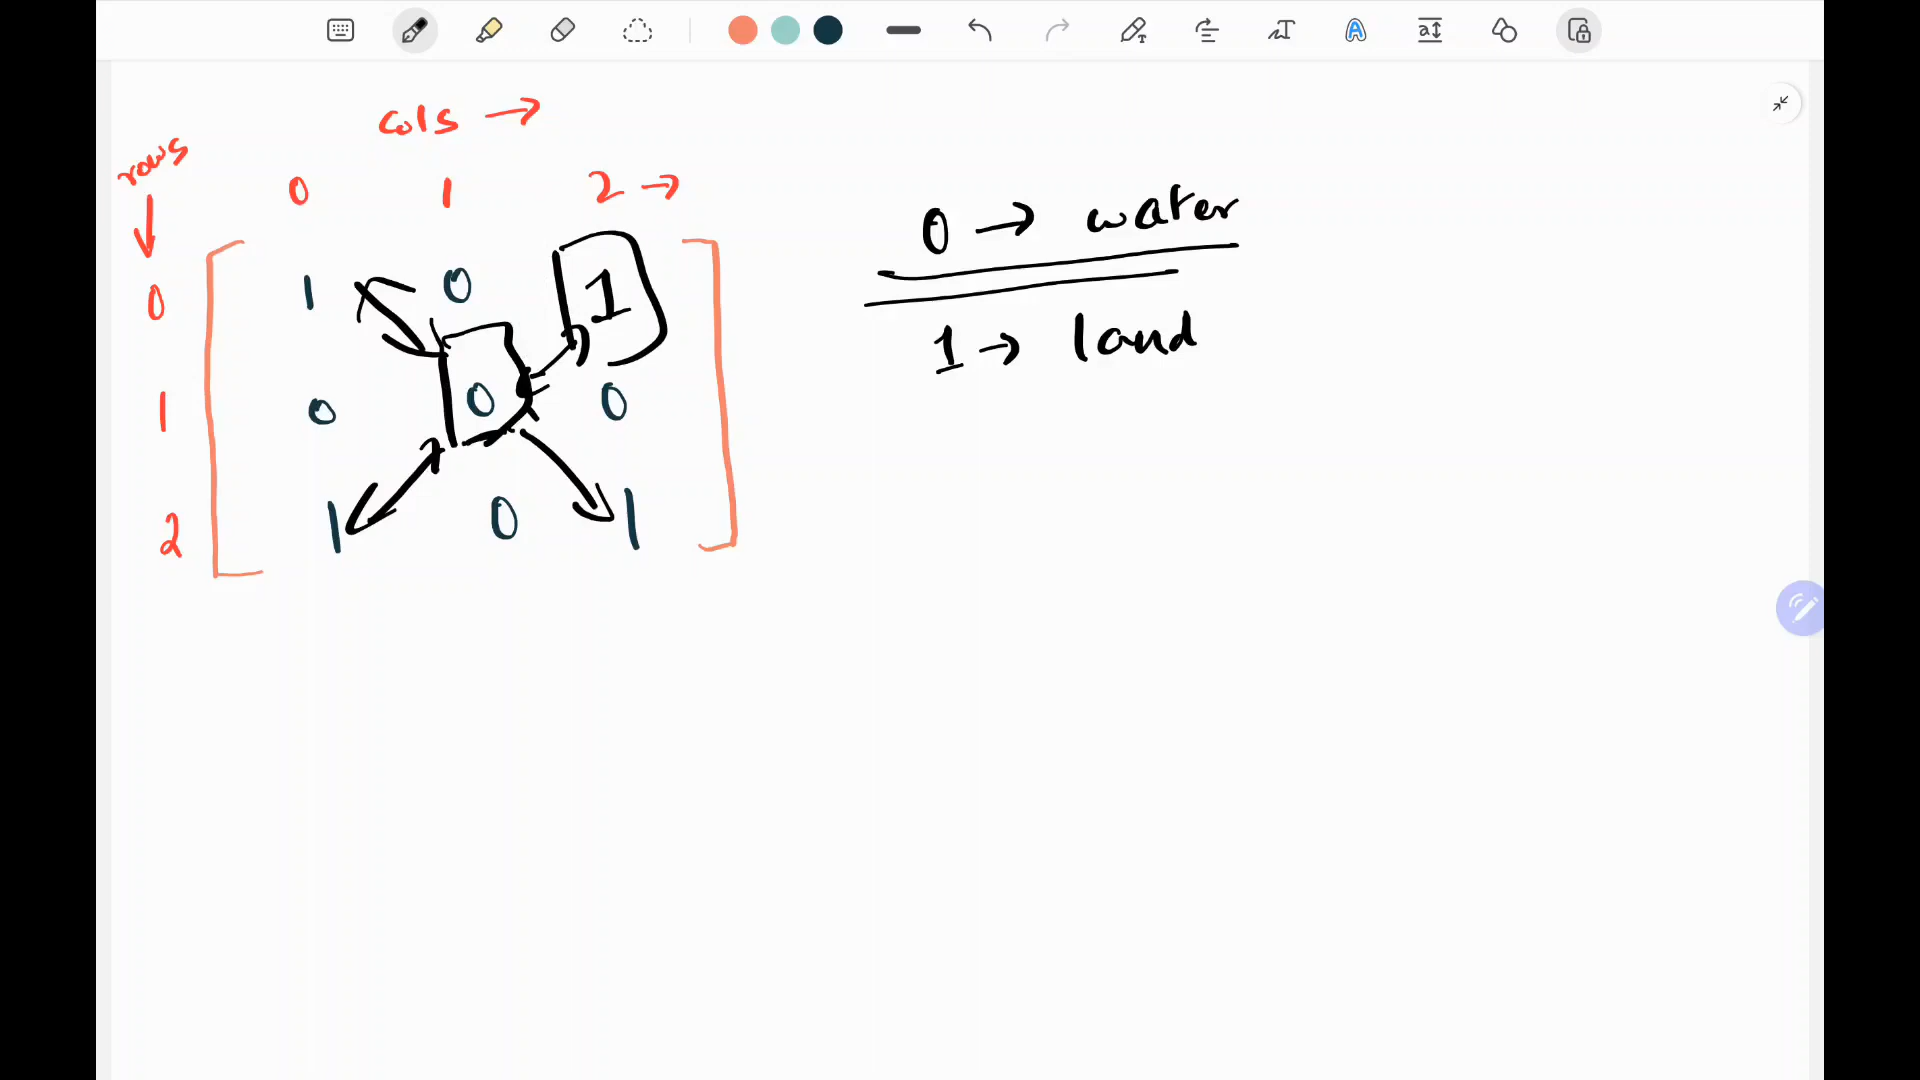 cols →
rows
0 1 2 →
0 → water
0 1 0 1
1 → land
1 0 0 0
2 1 0 1